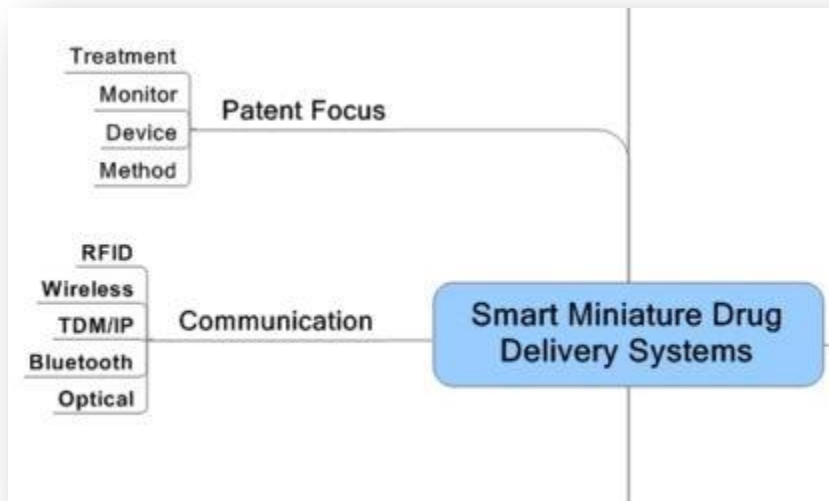 Treatment
Monitor
Device
Method
Patent Focus
RFID
Wireless
TDM/IP
Bluetooth
Optical
Communication
Smart Miniature Drug
Delivery Systems